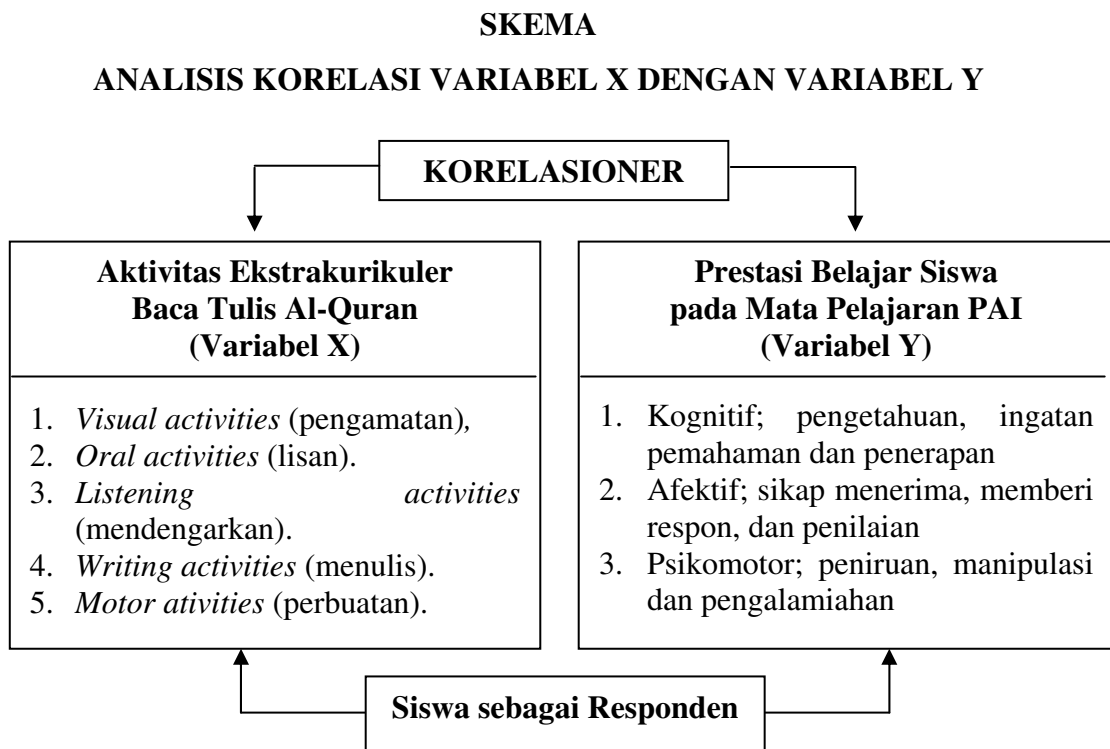 SKEMA
ANALISIS KORELASI VARIABEL X DENGAN VARIABEL Y
KORELASIONER
Aktivitas Ekstrakurikuler
Baca Tulis Al-Quran
(Variabel X)
1. Visual activities (pengamatan),
2. Oral activities (lisan).
3. Listening activities
(mendengarkan).
4. Writing activities (menulis).
5. Motor ativities (perbuatan).
Prestasi Belajar Siswa
pada Mata Pelajaran PAI
(Variabel Y)
1. Kognitif; pengetahuan, ingatan
pemahaman dan penerapan
2. Afektif; sikap menerima, memberi
respon, dan penilaian
3. Psikomotor; peniruan, manipulasi
dan pengalamiahan
Siswa sebagai Responden